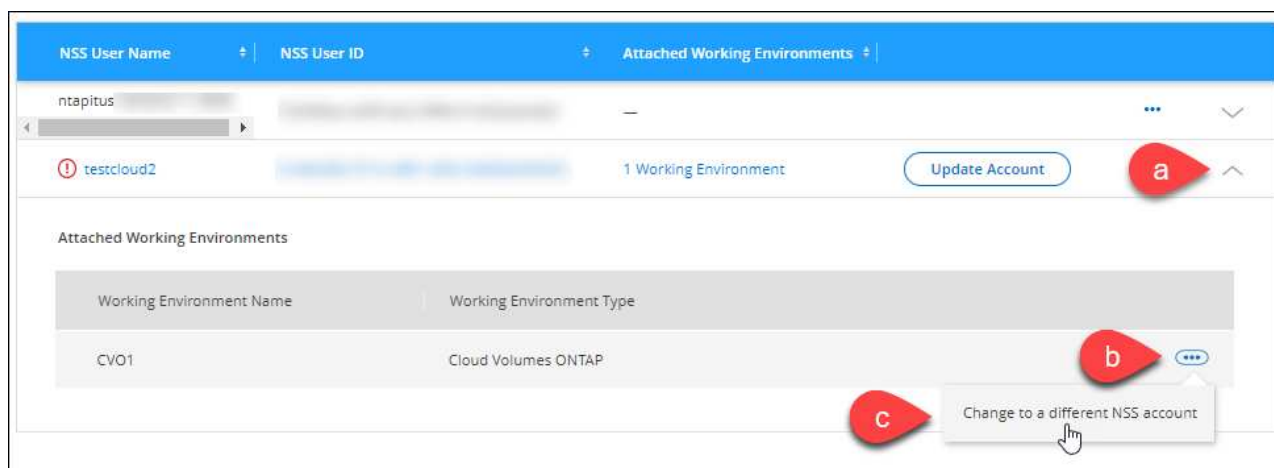 NSS User Name NSS User ID Attached Working Environments
ntapitus — •••
testcloud2 1 Working Environment Update Account a
Attached Working Environments
Working Environment Name Working Environment Type
CVO1 Cloud Volumes ONTAP b •••
c Change to a different NSS account